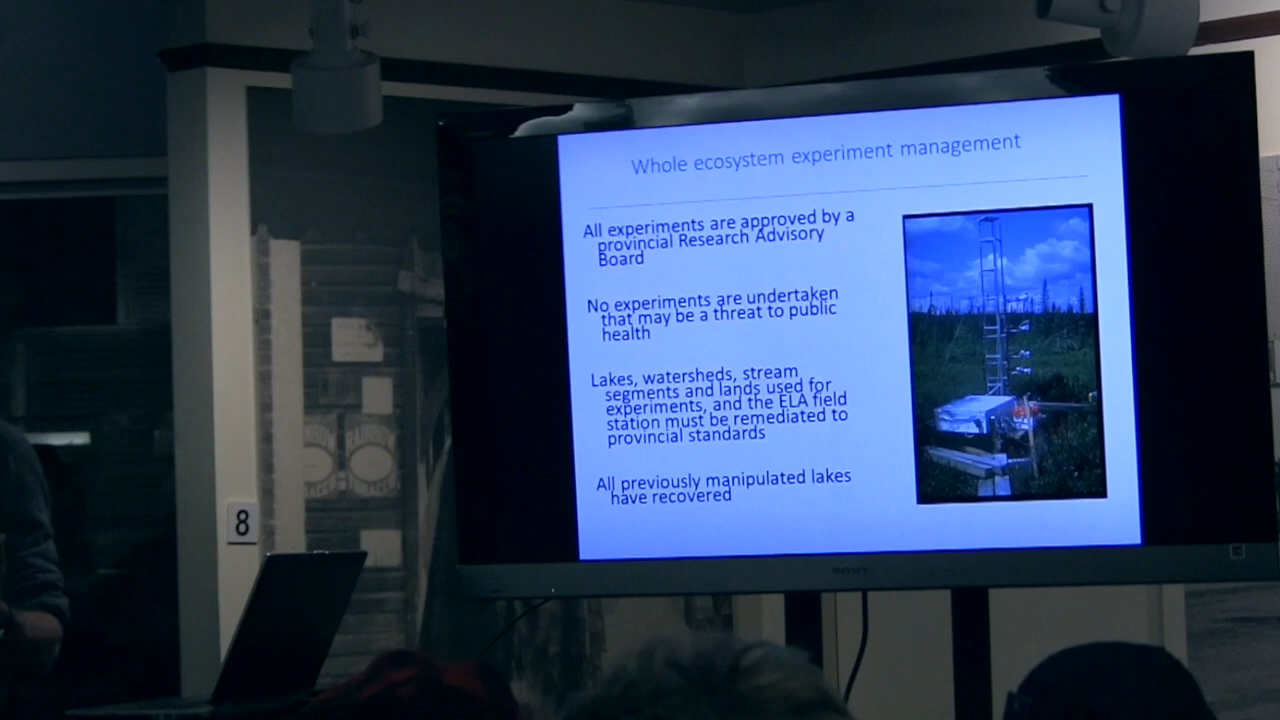 Whole ecosystem experiment management
All experiments are approved by a
provincial Research Advisory
Board
No experiments are undertaken
that may be a threat to public
health
Lakes, watersheds, stream
segments and lands used for
experiments, and the ELA field
station must be remediated to
provincial standards
All previously manipulated lakes
have recovered
8
SONY